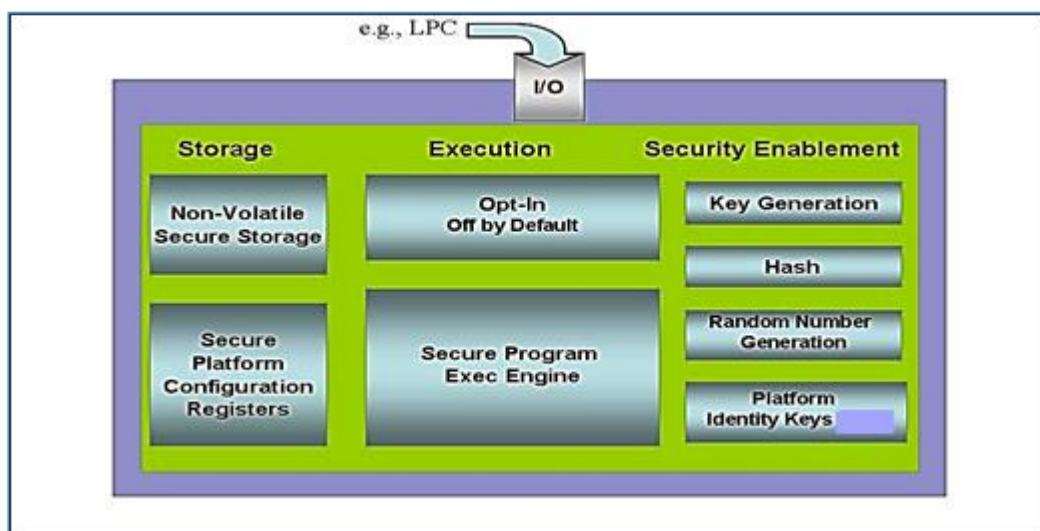 e.g., LPC
I/O
Storage
Execution
Security Enablement
Non-Volatile
Secure Storage
Secure
Platform
Configuration
Registers
Opt-In
Off by Default
Secure Program
Exec Engine
Key Generation
Hash
Random Number
Generation
Platform
Identity Keys